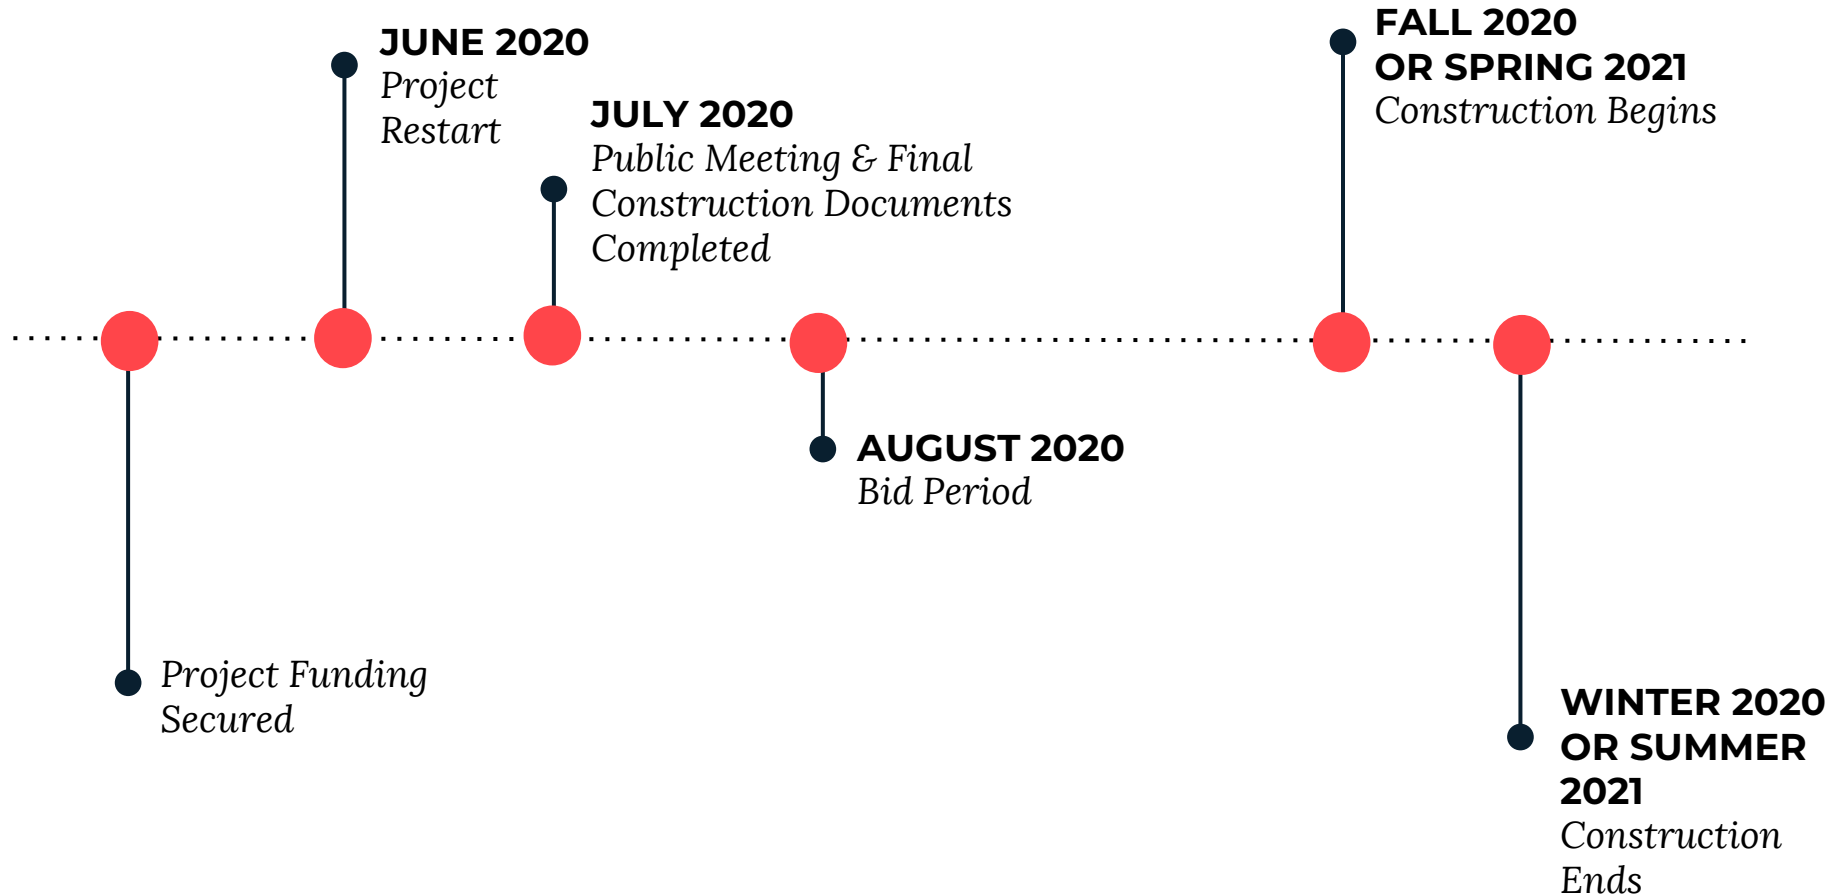 JUNE 2020
Project
Restart
JULY 2020
Public Meeting & Final
Construction Documents
Completed
FALL 2020
OR SPRING 2021
Construction Begins
AUGUST 2020
Bid Period
Project Funding
Secured
WINTER 2020
OR SUMMER
2021
Construction
Ends